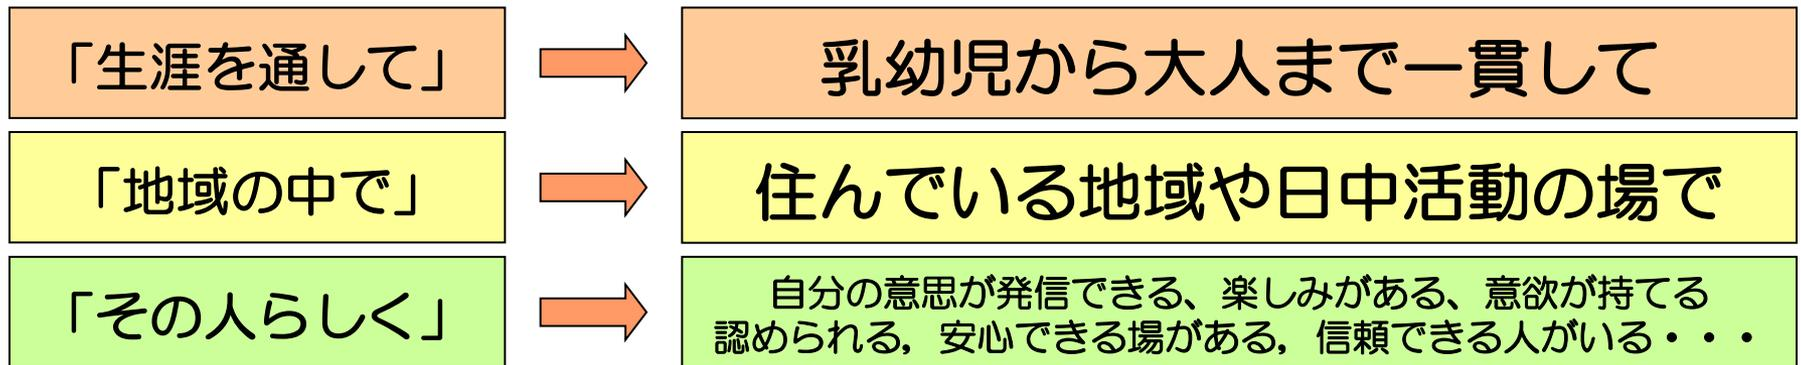 「生涯を通して」
乳幼児から大人まで一貫して
「地域の中で」
住んでいる地域や日中活動の場で
「その人らしく」
自分の意思が発信できる、楽しみがある、意欲が持てる
認められる，安心できる場がある，信頼できる人がいる・・・